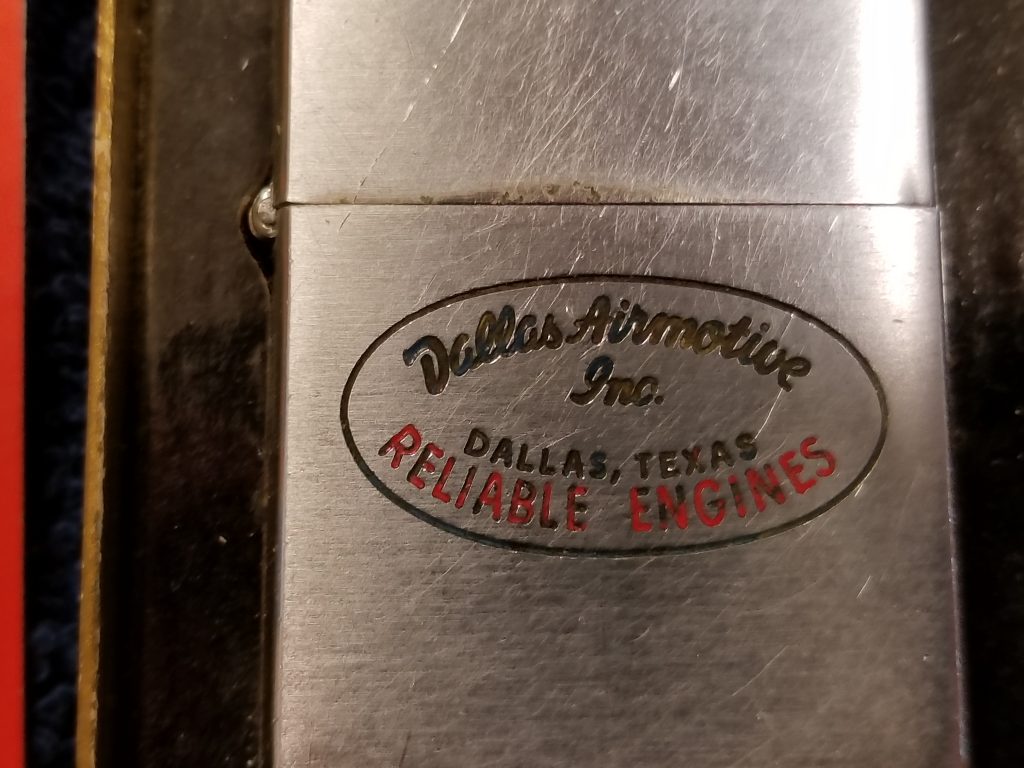 Dallas Airmotive
Inc.
DALLAS, TEXAS
RELIABLE ENGINES